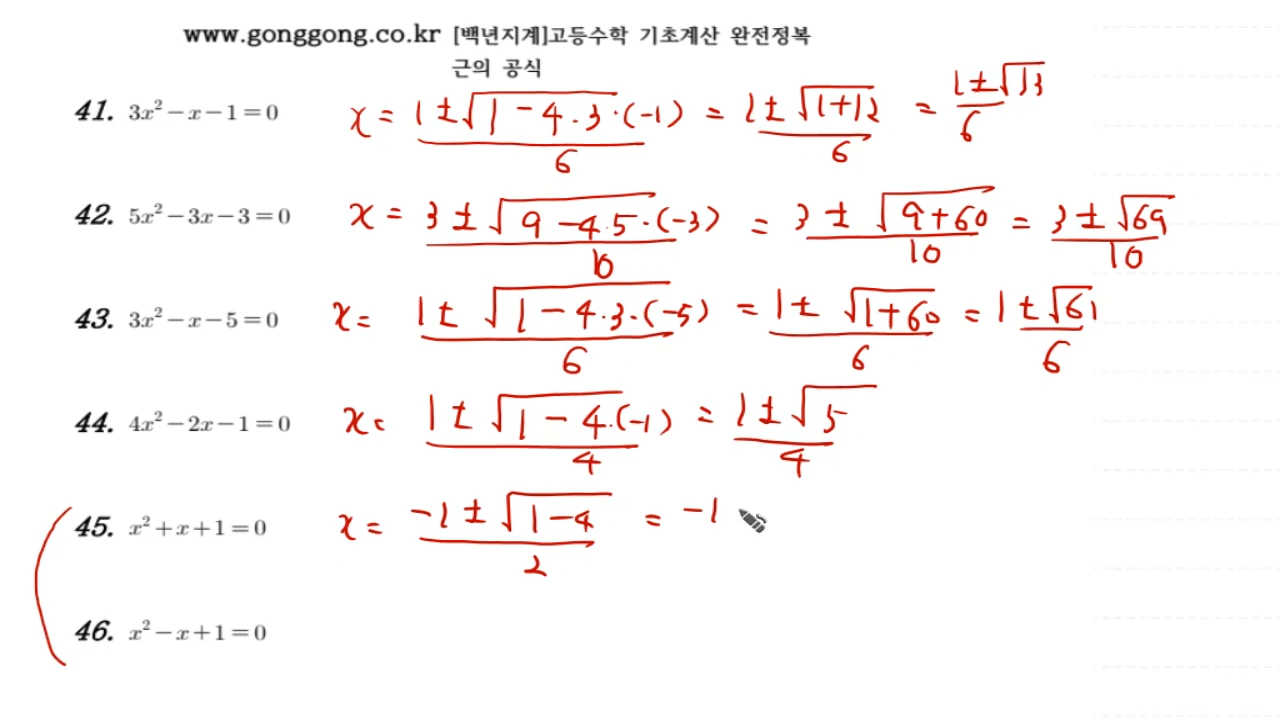 www.gonggong.co.kr [백년지계]고등수학 기초계산 완전정복
근의 공식
41. 3x² − x − 1 = 0 x = (1 ± √(1 − 4·3·(−1)))/6 = (1 ± √(1+12))/6 = (1 ± √13)/6
42. 5x² − 3x − 3 = 0 x = (3 ± √(9 − 4·5·(−3)))/10 = (3 ± √(9+60))/10 = (3 ± √69)/10
43. 3x² − x − 5 = 0 x = (1 ± √(1 − 4·3·(−5)))/6 = (1 ± √(1+60))/6 = (1 ± √61)/6
44. 4x² − 2x − 1 = 0 x = (1 ± √(1 − 4·(−1)))/4 = (1 ± √5)/4
45. x² + x + 1 = 0 x = (−1 ± √(1−4))/2 = −1
46. x² − x + 1 = 0